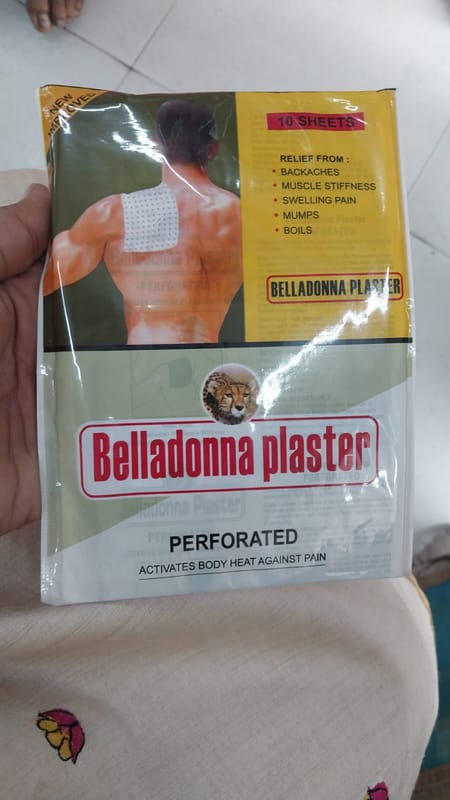 NEW
IMPROVED
10 SHEETS
RELIEF FROM :
• BACKACHES
• MUSCLE STIFFNESS
• SWELLING PAIN
• MUMPS
• BOILS
BELLADONNA PLASTER
Belladonna plaster
PERFORATED
ACTIVATES BODY HEAT AGAINST PAIN